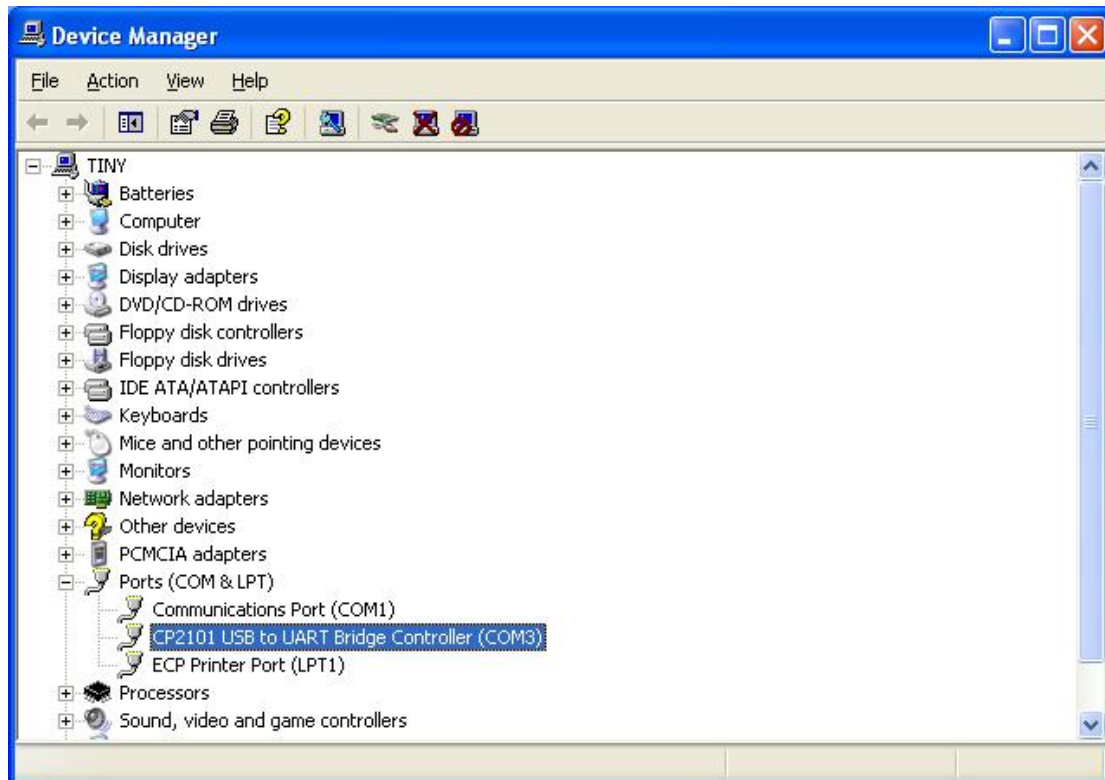 Device Manager
File Action View Help
TINY
Batteries
Computer
Disk drives
Display adapters
DVD/CD-ROM drives
Floppy disk controllers
Floppy disk drives
IDE ATA/ATAPI controllers
Keyboards
Mice and other pointing devices
Monitors
Network adapters
Other devices
PCMCIA adapters
Ports (COM & LPT)
Communications Port (COM1)
CP2101 USB to UART Bridge Controller (COM3)
ECP Printer Port (LPT1)
Processors
Sound, video and game controllers